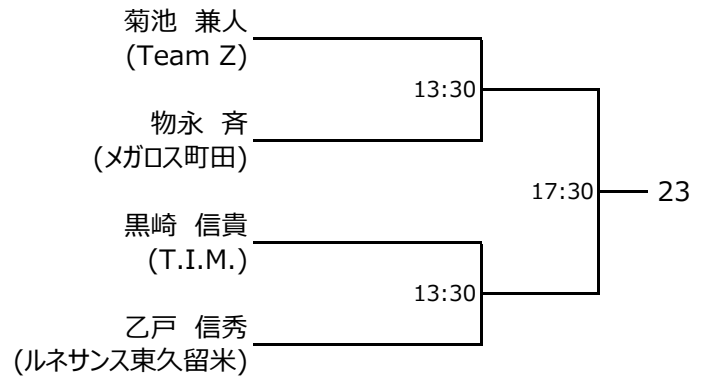 菊池 兼人
(Team Z)
13:30
物永 斉
(メガロス町田)
17:30
23
黒崎 信貴
(T.I.M.)
13:30
乙戸 信秀
(ルネサンス東久留米)